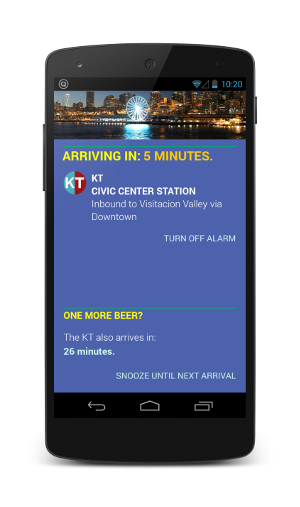 10:20
ARRIVING IN: 5 MINUTES.
KT
KT
CIVIC CENTER STATION
Inbound to Visitacion Valley via
Downtown
TURN OFF ALARM
ONE MORE BEER?
The KT also arrives in:
26 minutes.
SNOOZE UNTIL NEXT ARRIVAL